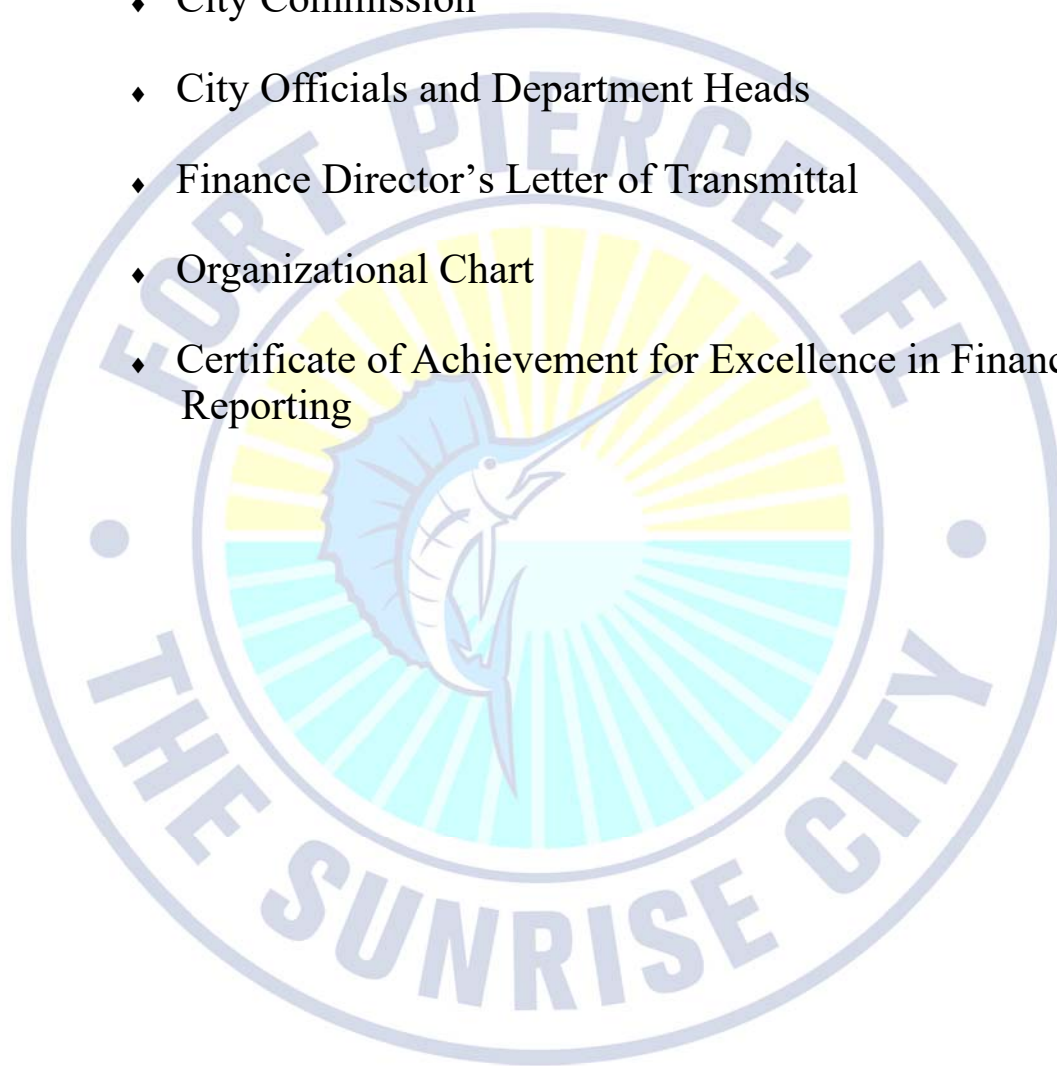 City Commission
City Officials and Department Heads
Finance Director's Letter of Transmittal
Organizational Chart
Certificate of Achievement for Excellence in Financ
Reporting
FORT PIERCE, FL
THE SUNRISE CITY